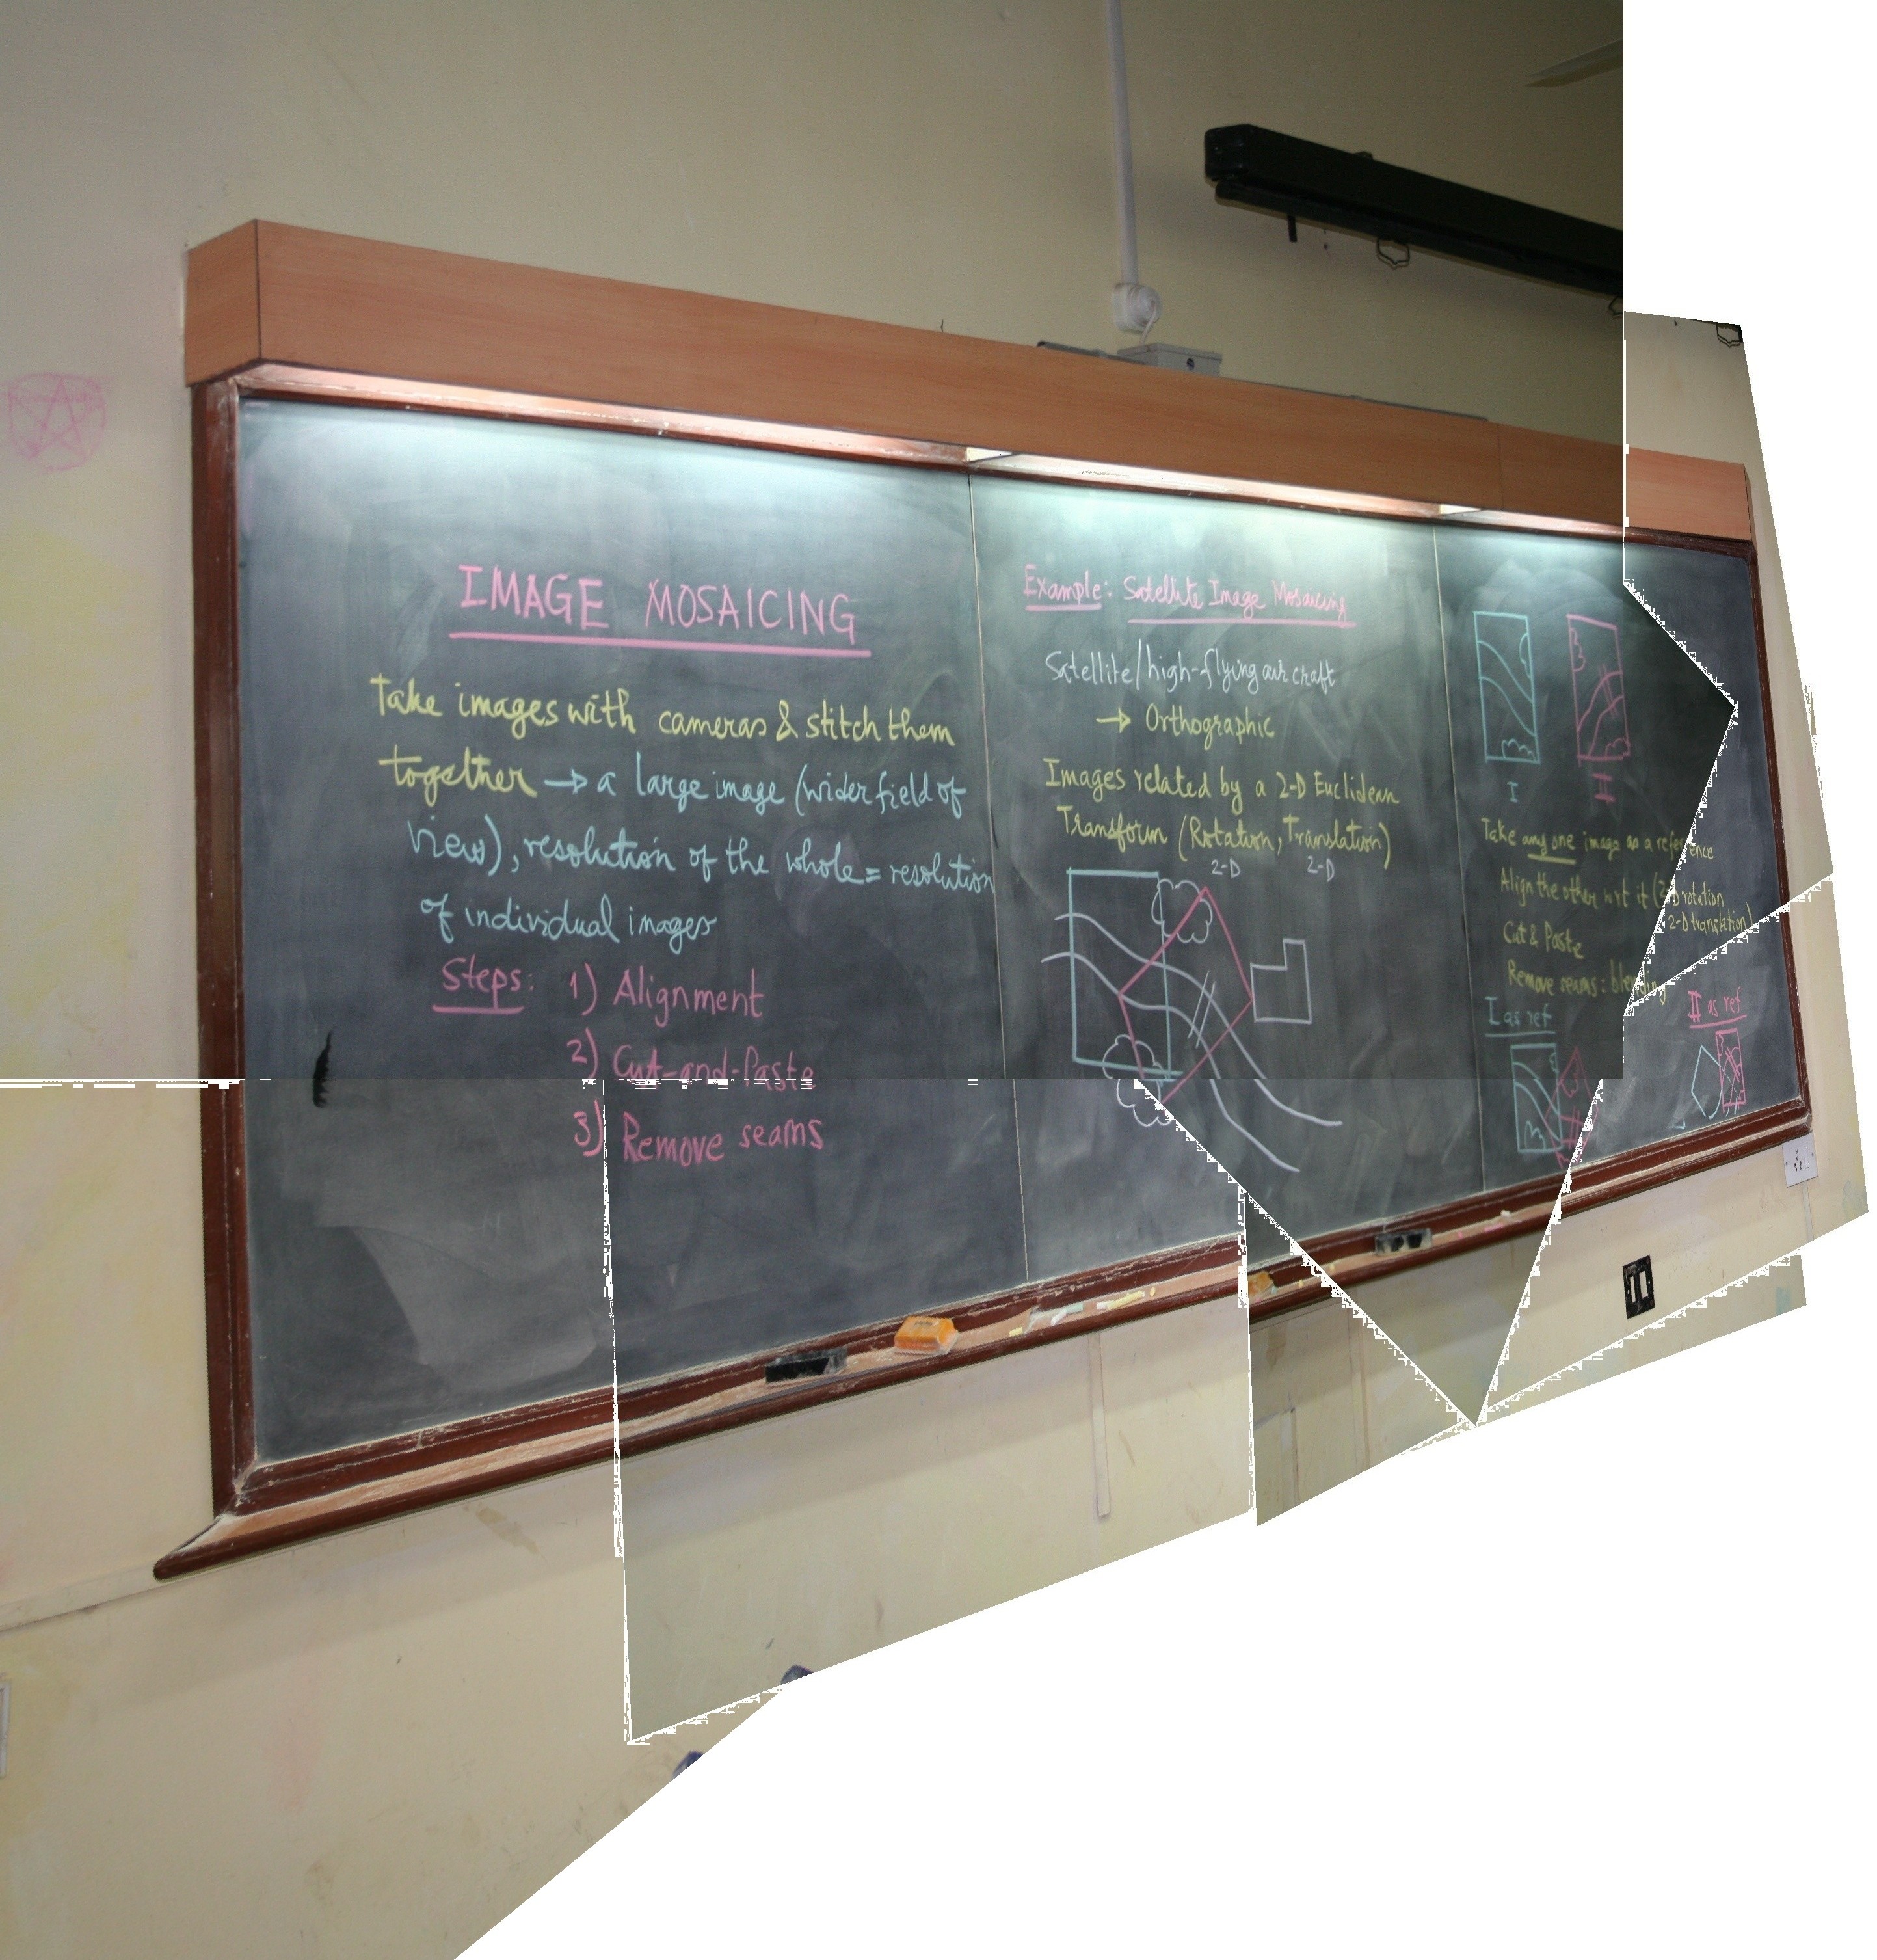 IMAGE MOSAICING
Take images with cameras & stitch them
together → a large image (wider field of
view), resolution of the whole = resolution
of individual images
Steps: 1) Alignment
2) Cut-and-Paste
3) Remove seams
Example: Satellite Image Mosaicing
Satellite/high-flying air craft
→ Orthographic
Images related by a 2-D Euclidean
Transform (Rotation, Translation)
2-D 2-D
I II
Take any one image as a reference
Align the other wrt it (2-D rotation
2-D translation)
Cut & Paste
Remove seams: blending
I as ref II as ref